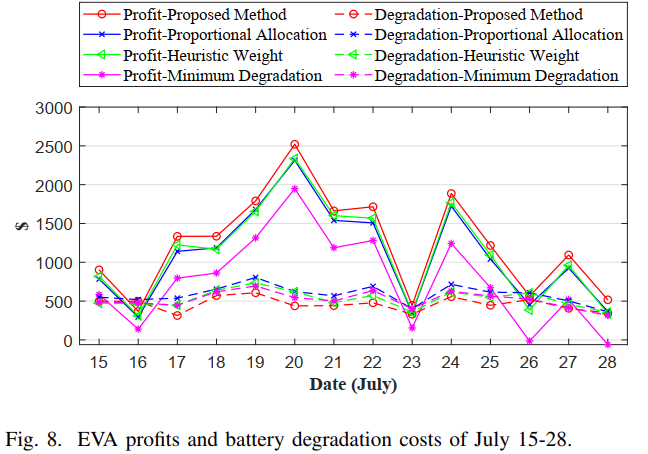 Profit-Proposed Method Degradation-Proposed Method
Profit-Proportional Allocation Degradation-Proportional Allocation
Profit-Heuristic Weight Degradation-Heuristic Weight
Profit-Minimum Degradation Degradation-Minimum Degradation
3000
2500
2000
1500
1000
500
0
$
15 16 17 18 19 20 21 22 23 24 25 26 27 28
Date (July)
Fig. 8. EVA profits and battery degradation costs of July 15-28.